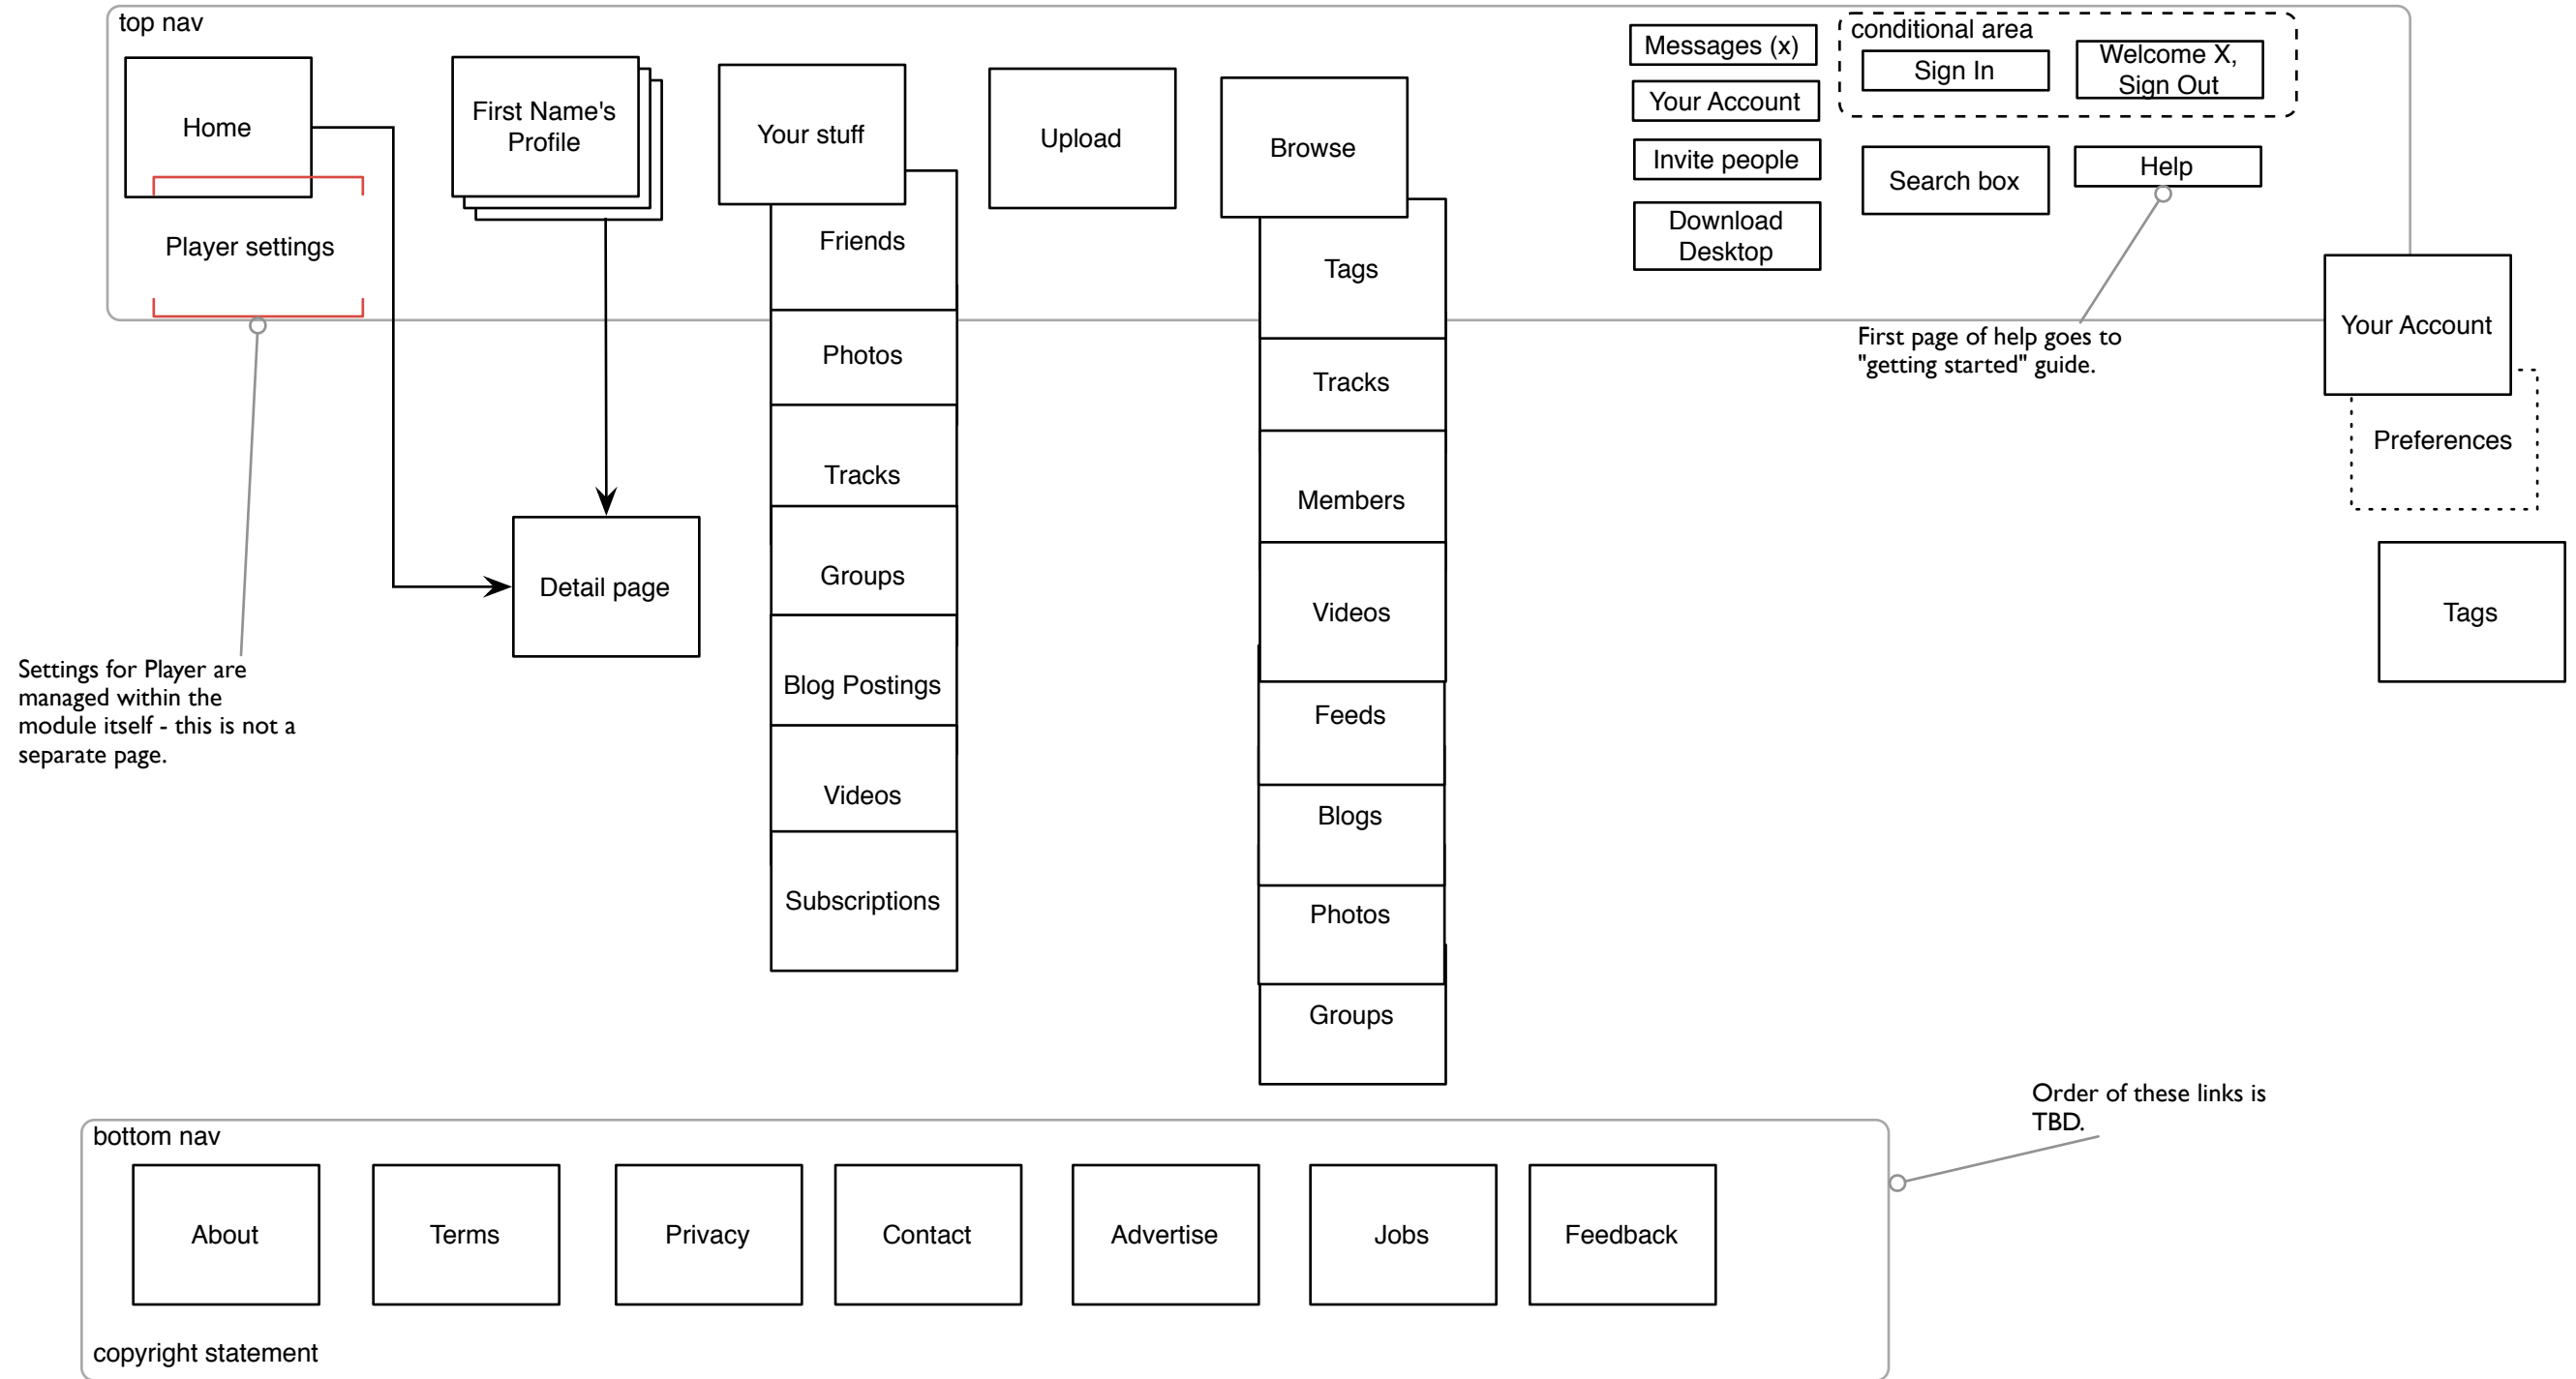 top nav
Home
Player settings
First Name's
Profile
Your stuff
Friends
Photos
Tracks
Groups
Blog Postings
Videos
Subscriptions
Upload
Browse
Tags
Tracks
Members
Videos
Feeds
Blogs
Photos
Groups
Messages (x)
Your Account
Invite people
Download
Desktop
conditional area
Sign In
Welcome X,
Sign Out
Search box
Help
First page of help goes to
"getting started" guide.
Your Account
Preferences
Tags
Detail page
Settings for Player are
managed within the
module itself - this is not a
separate page.
Order of these links is
TBD.
bottom nav
About
Terms
Privacy
Contact
Advertise
Jobs
Feedback
copyright statement